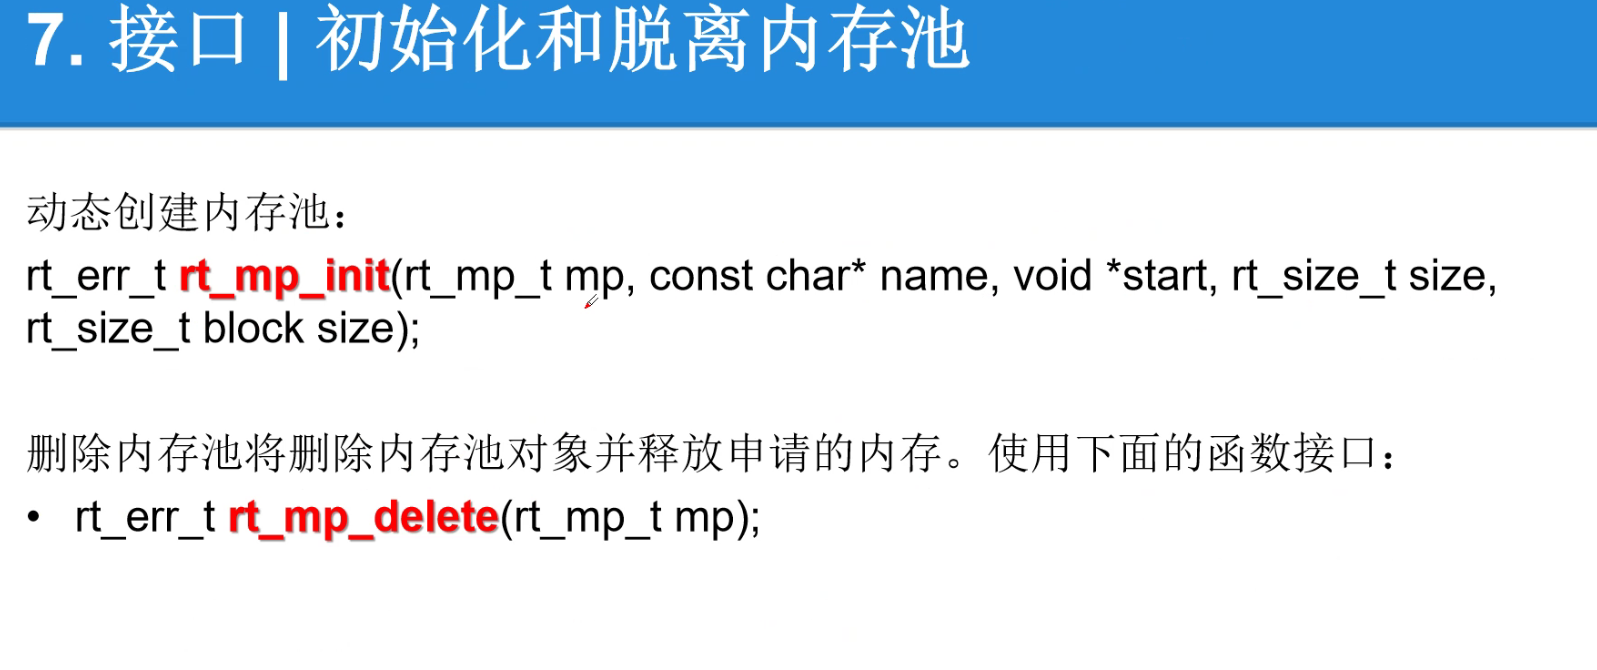 7. 接口 | 初始化和脱离内存池
动态创建内存池：
rt_err_t rt_mp_init(rt_mp_t mp, const char* name, void *start, rt_size_t size,
rt_size_t block size);
删除内存池将删除内存池对象并释放申请的内存。使用下面的函数接口：
• rt_err_t rt_mp_delete(rt_mp_t mp);